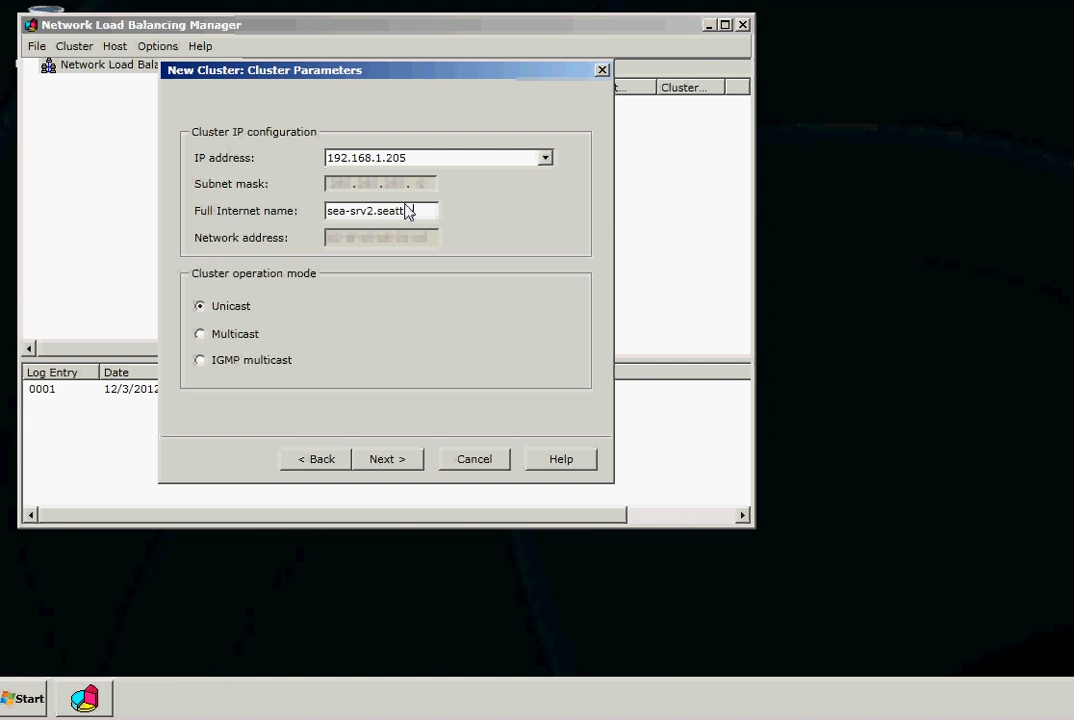 Network Load Balancing Manager
File Cluster Host Options Help
Network Load Bala
New Cluster: Cluster Parameters
t... Cluster...
Cluster IP configuration
IP address: 192.168.1.205
Subnet mask:
Full Internet name: sea-srv2.seatt
Network address:
Cluster operation mode
Unicast
Multicast
IGMP multicast
Log Entry Date
0001 12/3/2012
< Back Next > Cancel Help
Start